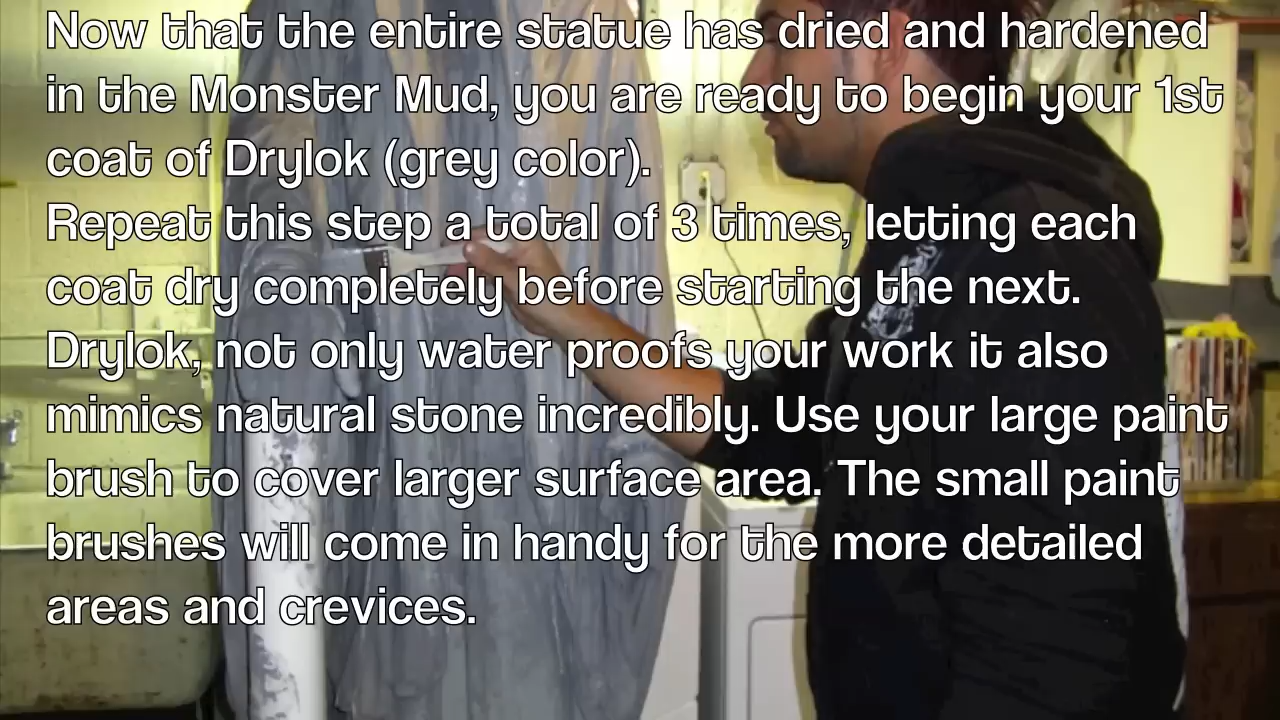 Now that the entire statue has dried and hardened
in the Monster Mud, you are ready to begin your 1st
coat of Drylok (grey color).
Repeat this step a total of 3 times, letting each
coat dry completely before starting the next.
Drylok, not only water proofs your work it also
mimics natural stone incredibly. Use your large paint
brush to cover larger surface area. The small paint
brushes will come in handy for the more detailed
areas and crevices.